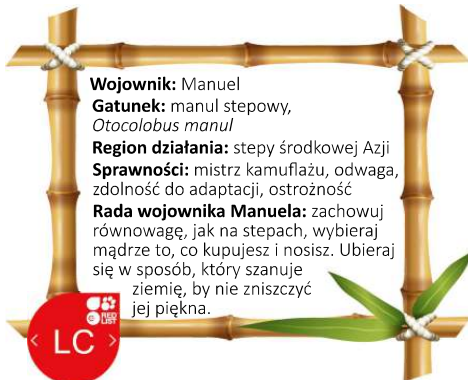 Wojownik: Manuel
Gatunek: manul stepowy,
Otocolobus manul
Region działania: stepy środkowej Azji
Sprawności: mistrz kamuflażu, odwaga,
zdolność do adaptacji, ostrożność
Rada wojownika Manuela: zachowuj
równowagę, jak na stepach, wybieraj
mądrze to, co kupujesz i nosisz. Ubieraj
się w sposób, który szanuje
ziemię, by nie zniszczyć
jej piękna.
RED
LIST
< LC >